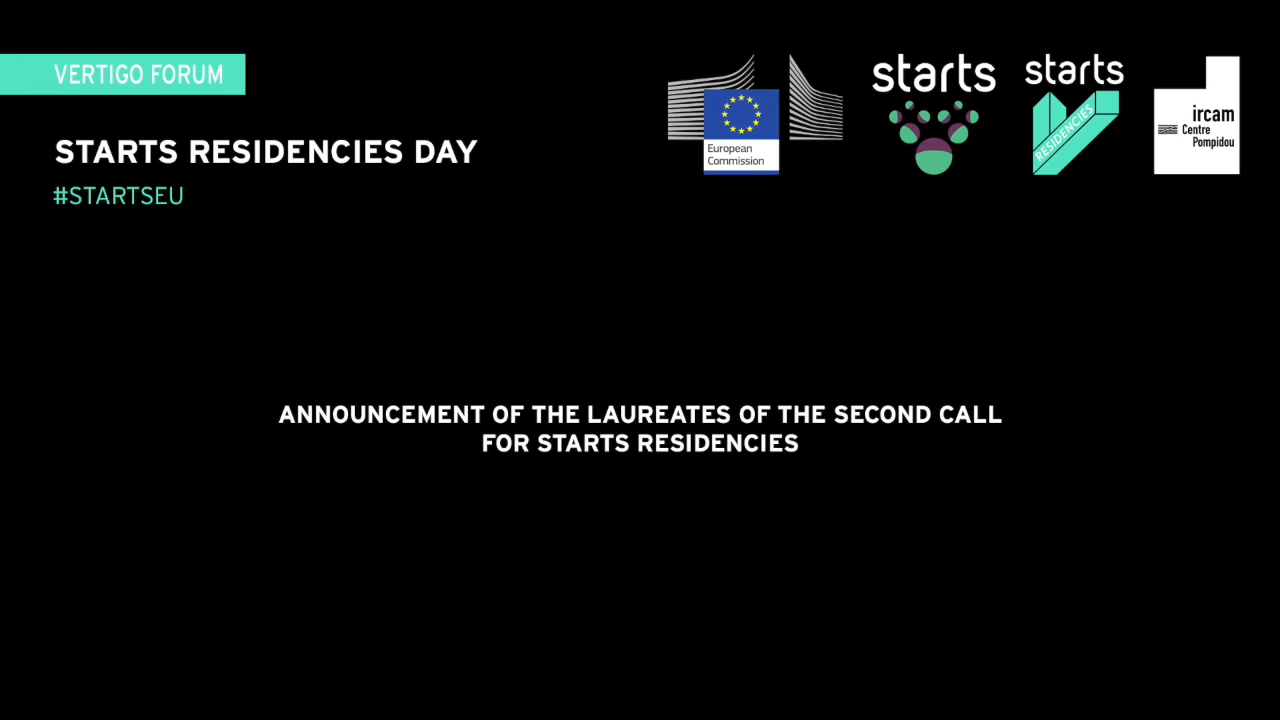 VERTIGO FORUM
STARTS RESIDENCIES DAY
#STARTSEU
European
Commission
starts
starts
RESIDENCIES
ircam
Centre
Pompidou
ANNOUNCEMENT OF THE LAUREATES OF THE SECOND CALL
FOR STARTS RESIDENCIES